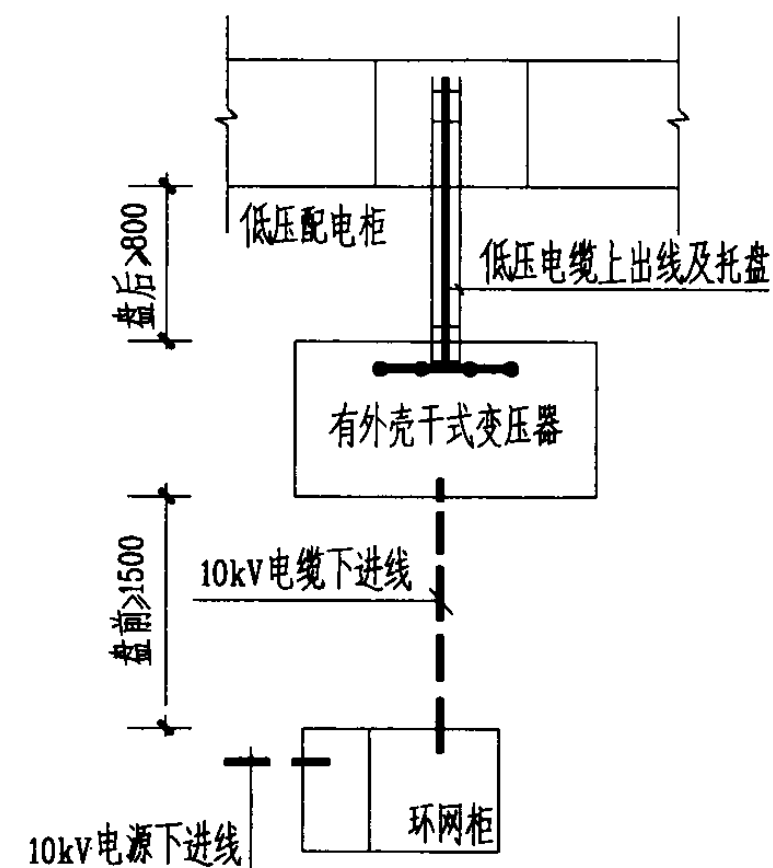 低压配电柜
盘后≥800
低压电缆上出线及托盘
有外壳干式变压器
10kV电缆下进线
盘前≥1500
环网柜
10kV电源下进线